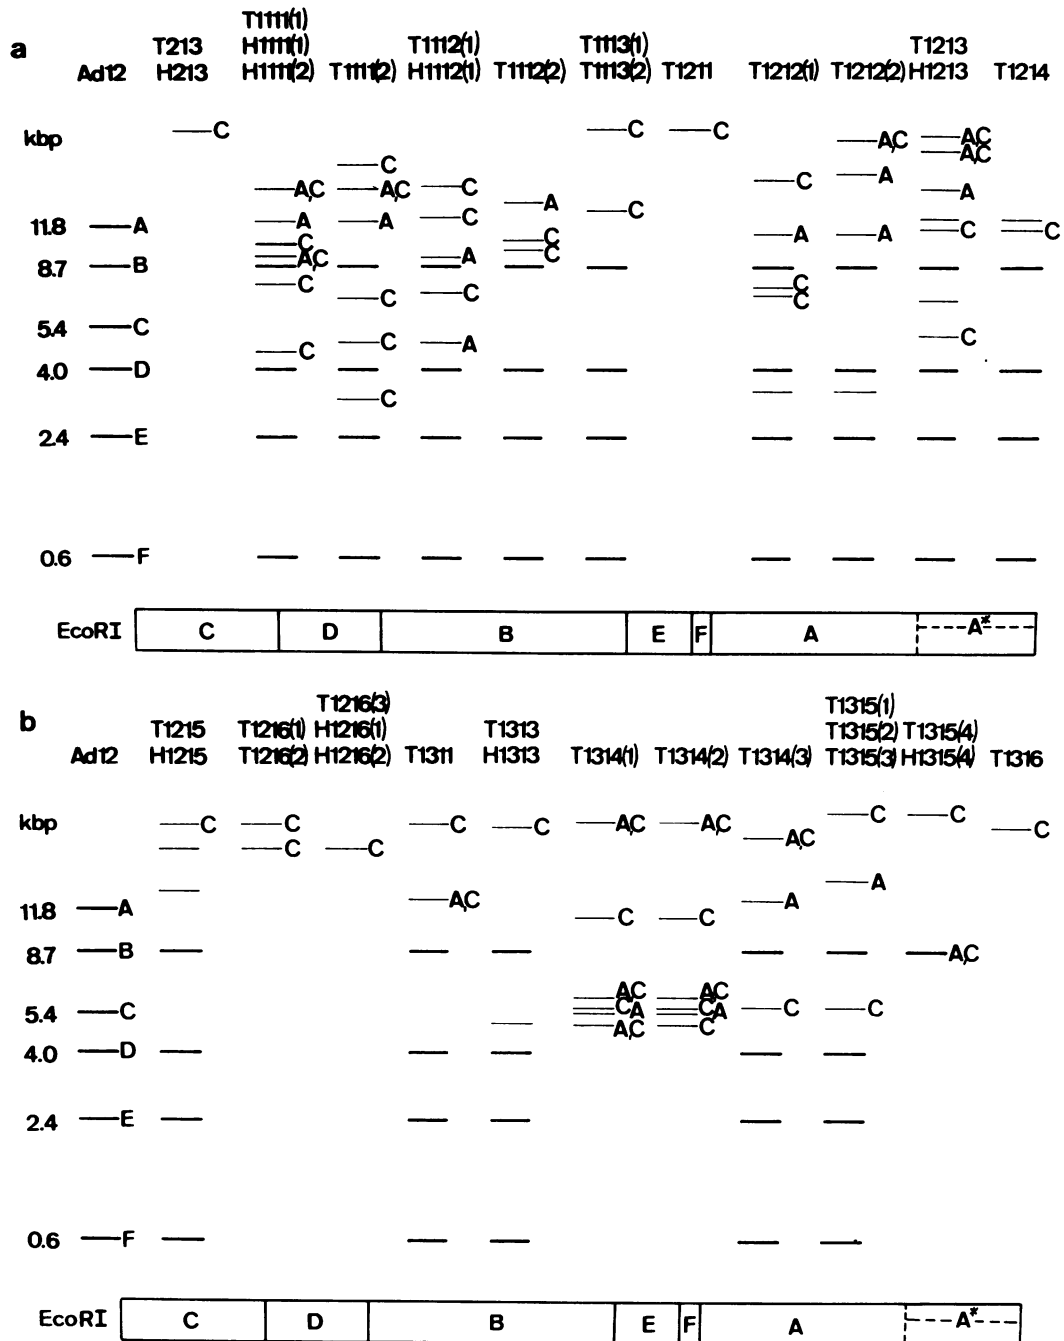 a
T1111(1)
T213 H1111(1) T1112(1) T1113(1) T1213
Ad12 H213 H1111(2) T1111(2) H1112(1) T1112(2) T1113(2) T1211 T1212(1) T1212(2) H1213 T1214
kbp C C C A,C A,C
C A,C
A,C A,C C C A A
11.8 A A A C A C C A A C C
C C
8.7 B A,C A C
C C C C
C
5.4 C C A C
C
4.0 D
C
2.4 E
0.6 F
EcoRI C D B E F A A*
b
T1216(3) T1315(1)
T1215 T1216(1) H1216(1) T1313 T1315(2) T1315(4)
Ad12 H1215 T1216(2) H1216(2) T1311 H1313 T1314(1) T1314(2) T1314(3) T1315(3) H1315(4) T1316
kbp C C C C A,C A,C C C C
C C A,C
A
11.8 A A,C C C A
8.7 B A,C
A,C A,C
5.4 C C A C A C C
A,C C
4.0 D
2.4 E
0.6 F
EcoRI C D B E F A A*